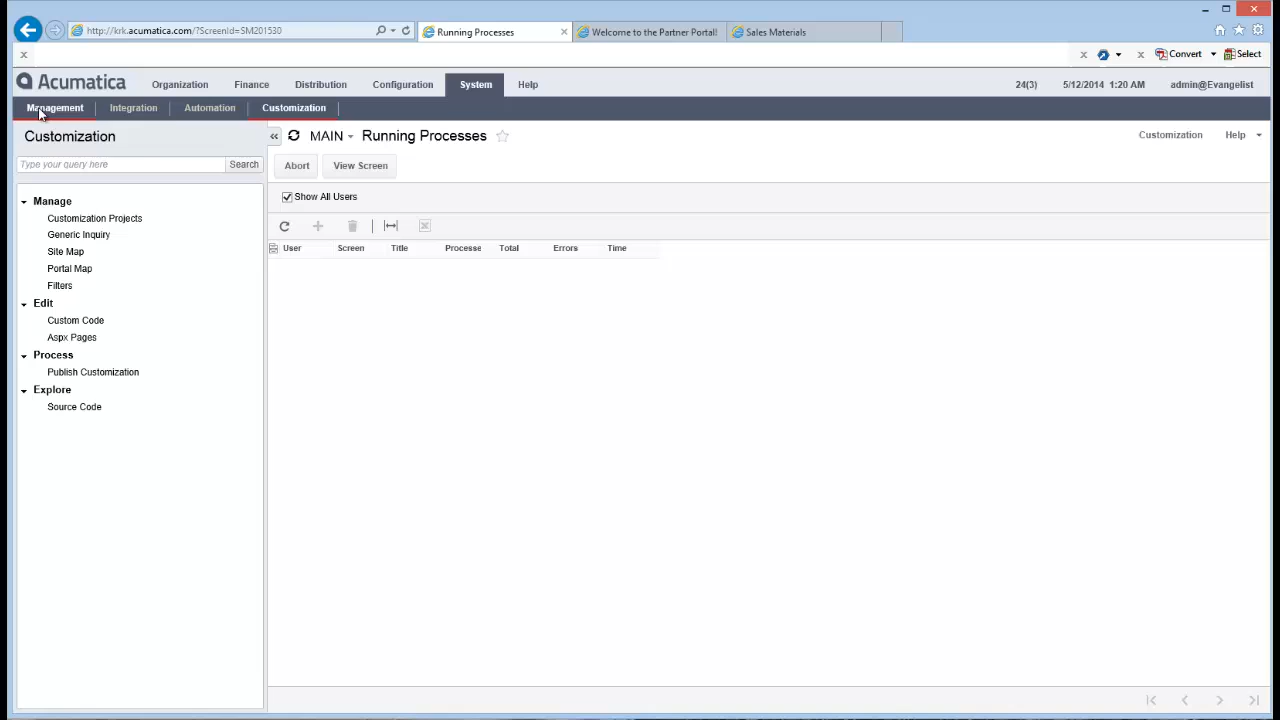 http://krk.acumatica.com/?ScreenId=SM201530
Running Processes
Welcome to the Partner Portal!
Sales Materials
Convert
Select
Acumatica
Organization
Finance
Distribution
Configuration
System
Help
24(3)
5/12/2014 1:20 AM
admin@Evangelist
Management
Integration
Automation
Customization
Customization
MAIN
Running Processes
Customization
Help
Type your query here
Search
Abort
View Screen
Show All Users
Manage
Customization Projects
Generic Inquiry
Site Map
Portal Map
Filters
Edit
Custom Code
Aspx Pages
Process
Publish Customization
Explore
Source Code
User
Screen
Title
Processe
Total
Errors
Time